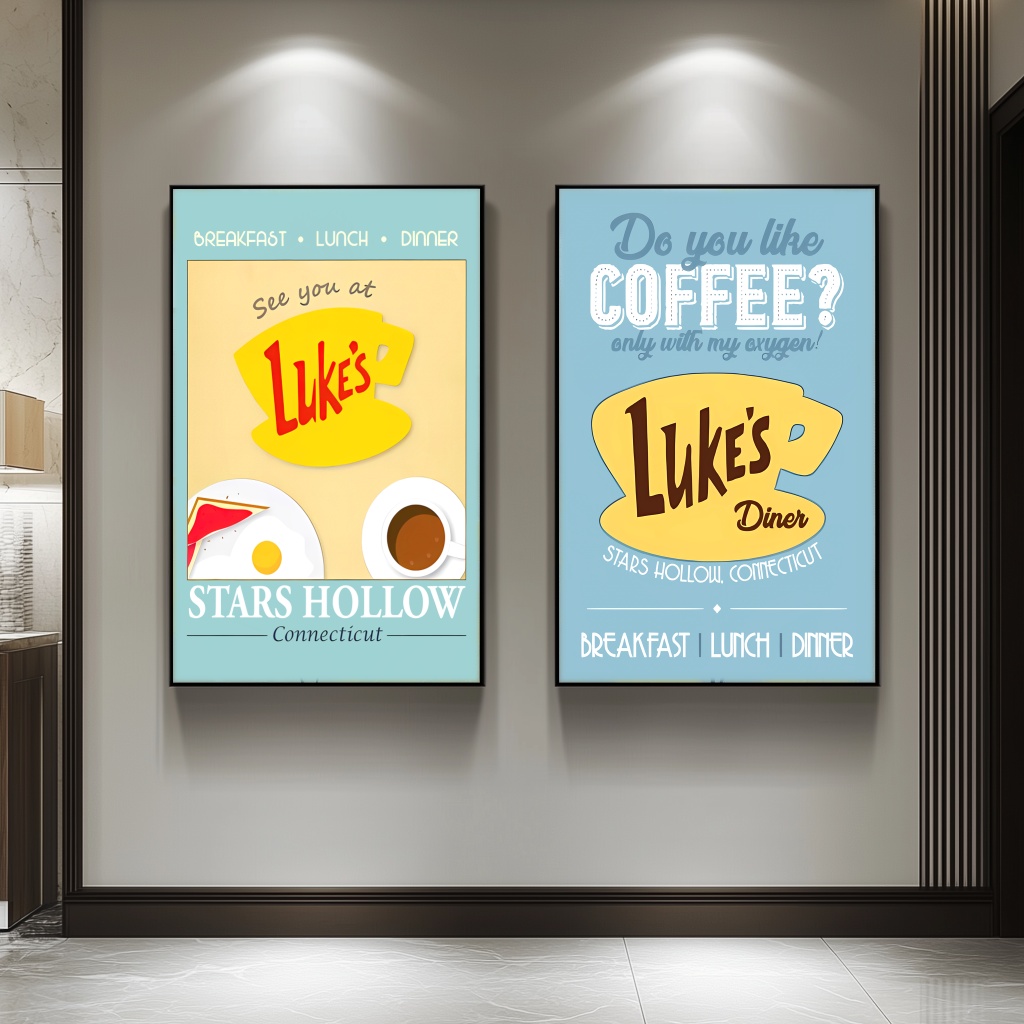 BREAKFAST • LUNCH • DINNER
See you at
LUKE'S
STARS HOLLOW
Connecticut
Do you like
COFFEE?
only with my oxygen!
LUKE'S
Diner
STARS HOLLOW, CONNECTICUT
BREAKFAST | LUNCH | DINNER